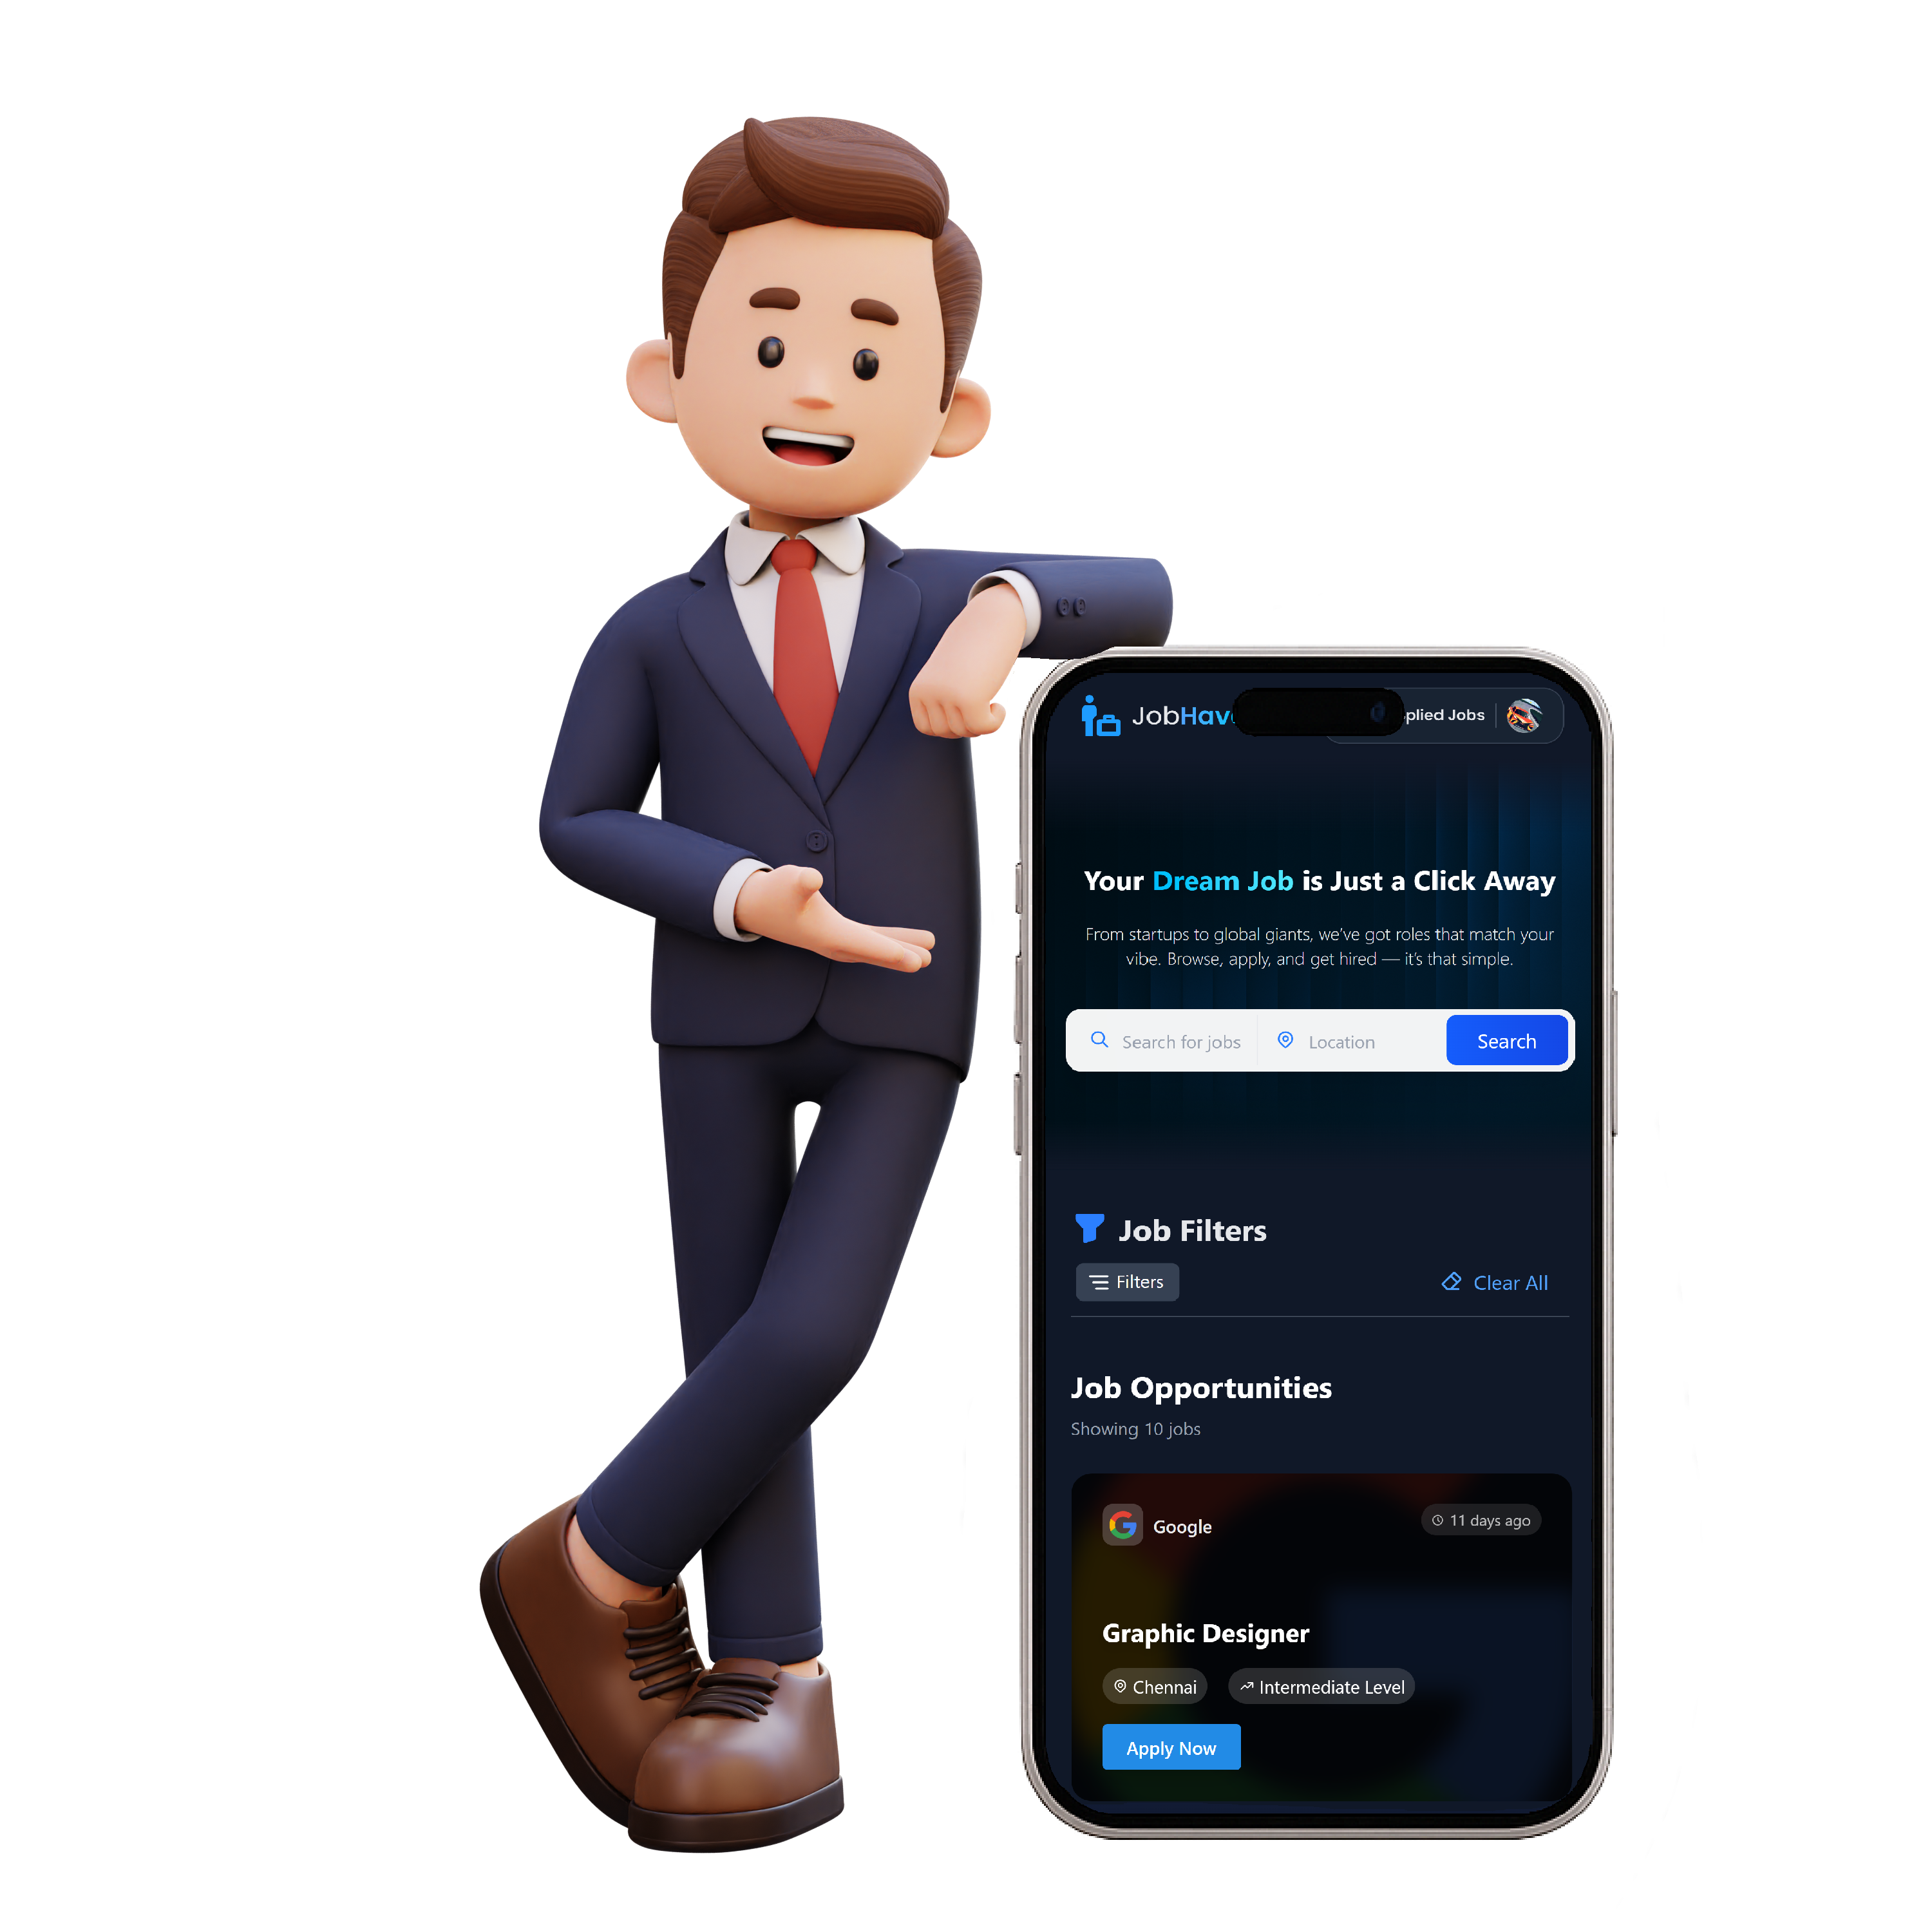 JobHav
plied Jobs
Your Dream Job is Just a Click Away
From startups to global giants, we've got roles that match your
vibe. Browse, apply, and get hired — it's that simple.
Search for jobs
Location
Search
Job Filters
Filters
Clear All
Job Opportunities
Showing 10 jobs
Google
11 days ago
Graphic Designer
Chennai
Intermediate Level
Apply Now